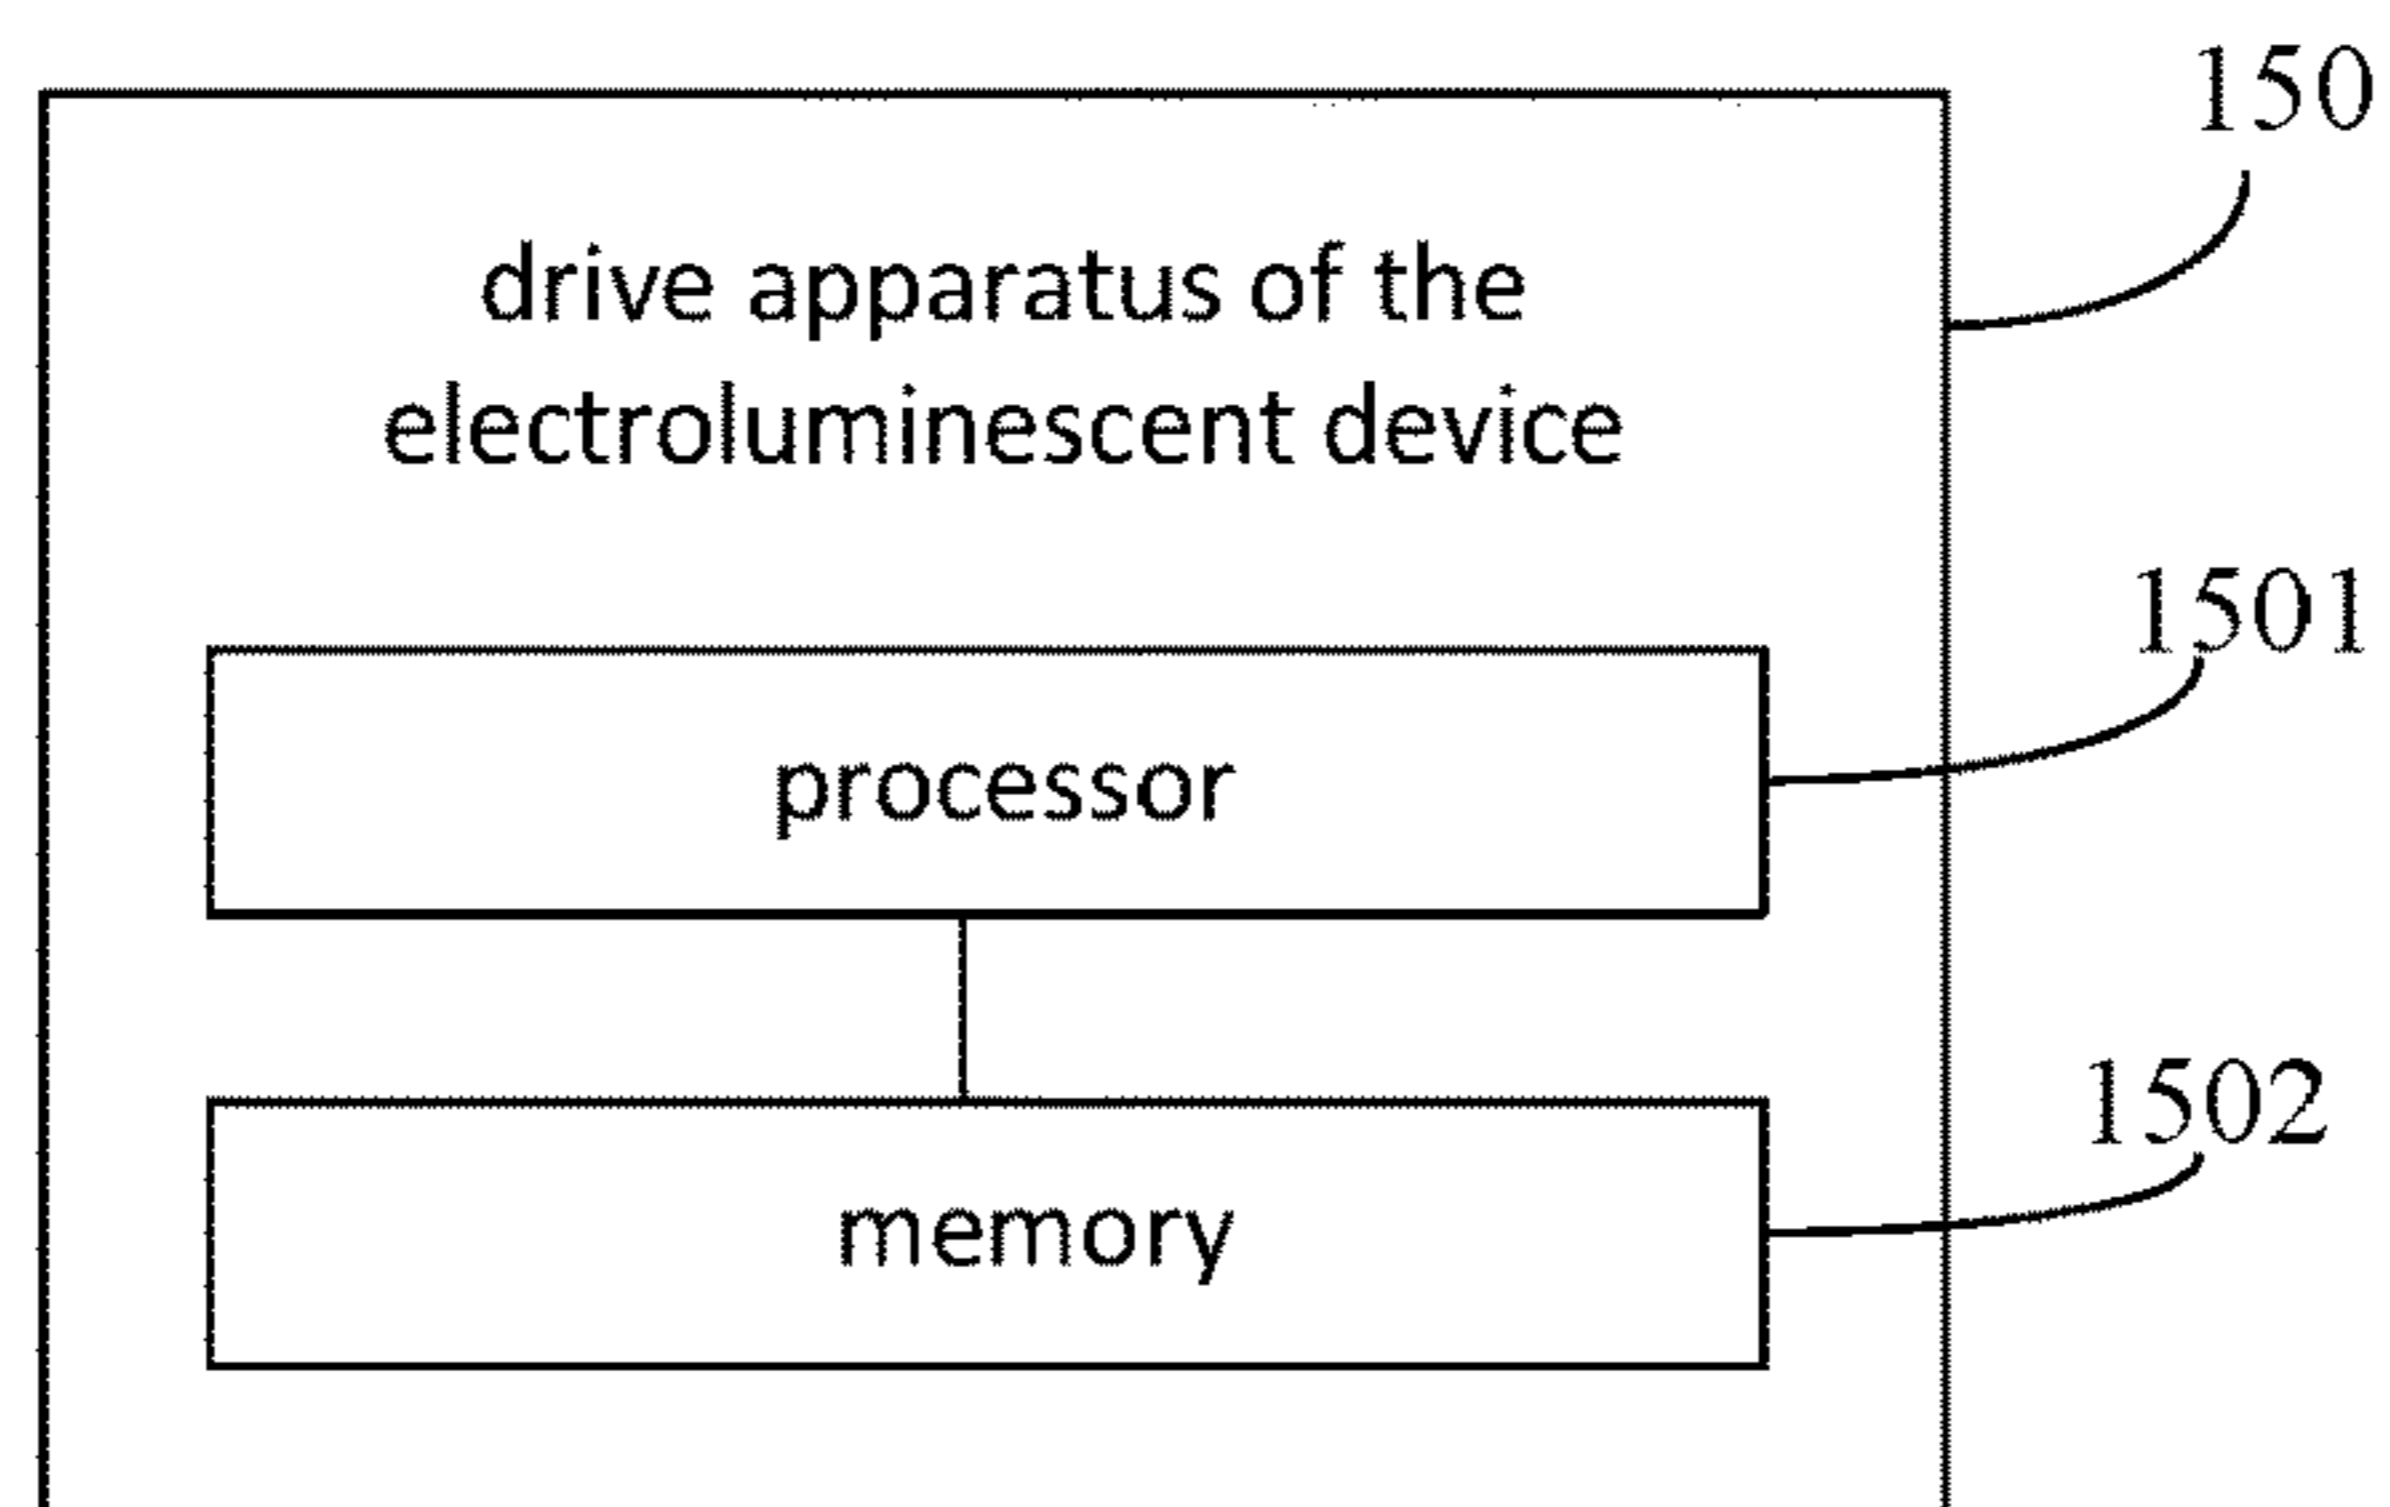 150
drive apparatus of the
electroluminescent device
1501
processor
1502
memory